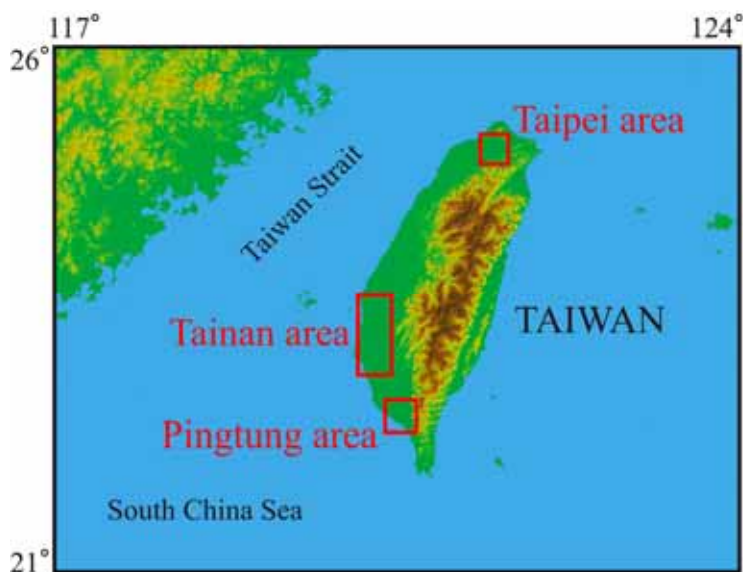 117°
124°
26°
Taipei area
Taiwan Strait
TAIWAN
Tainan area
Pingtung area
South China Sea
21°